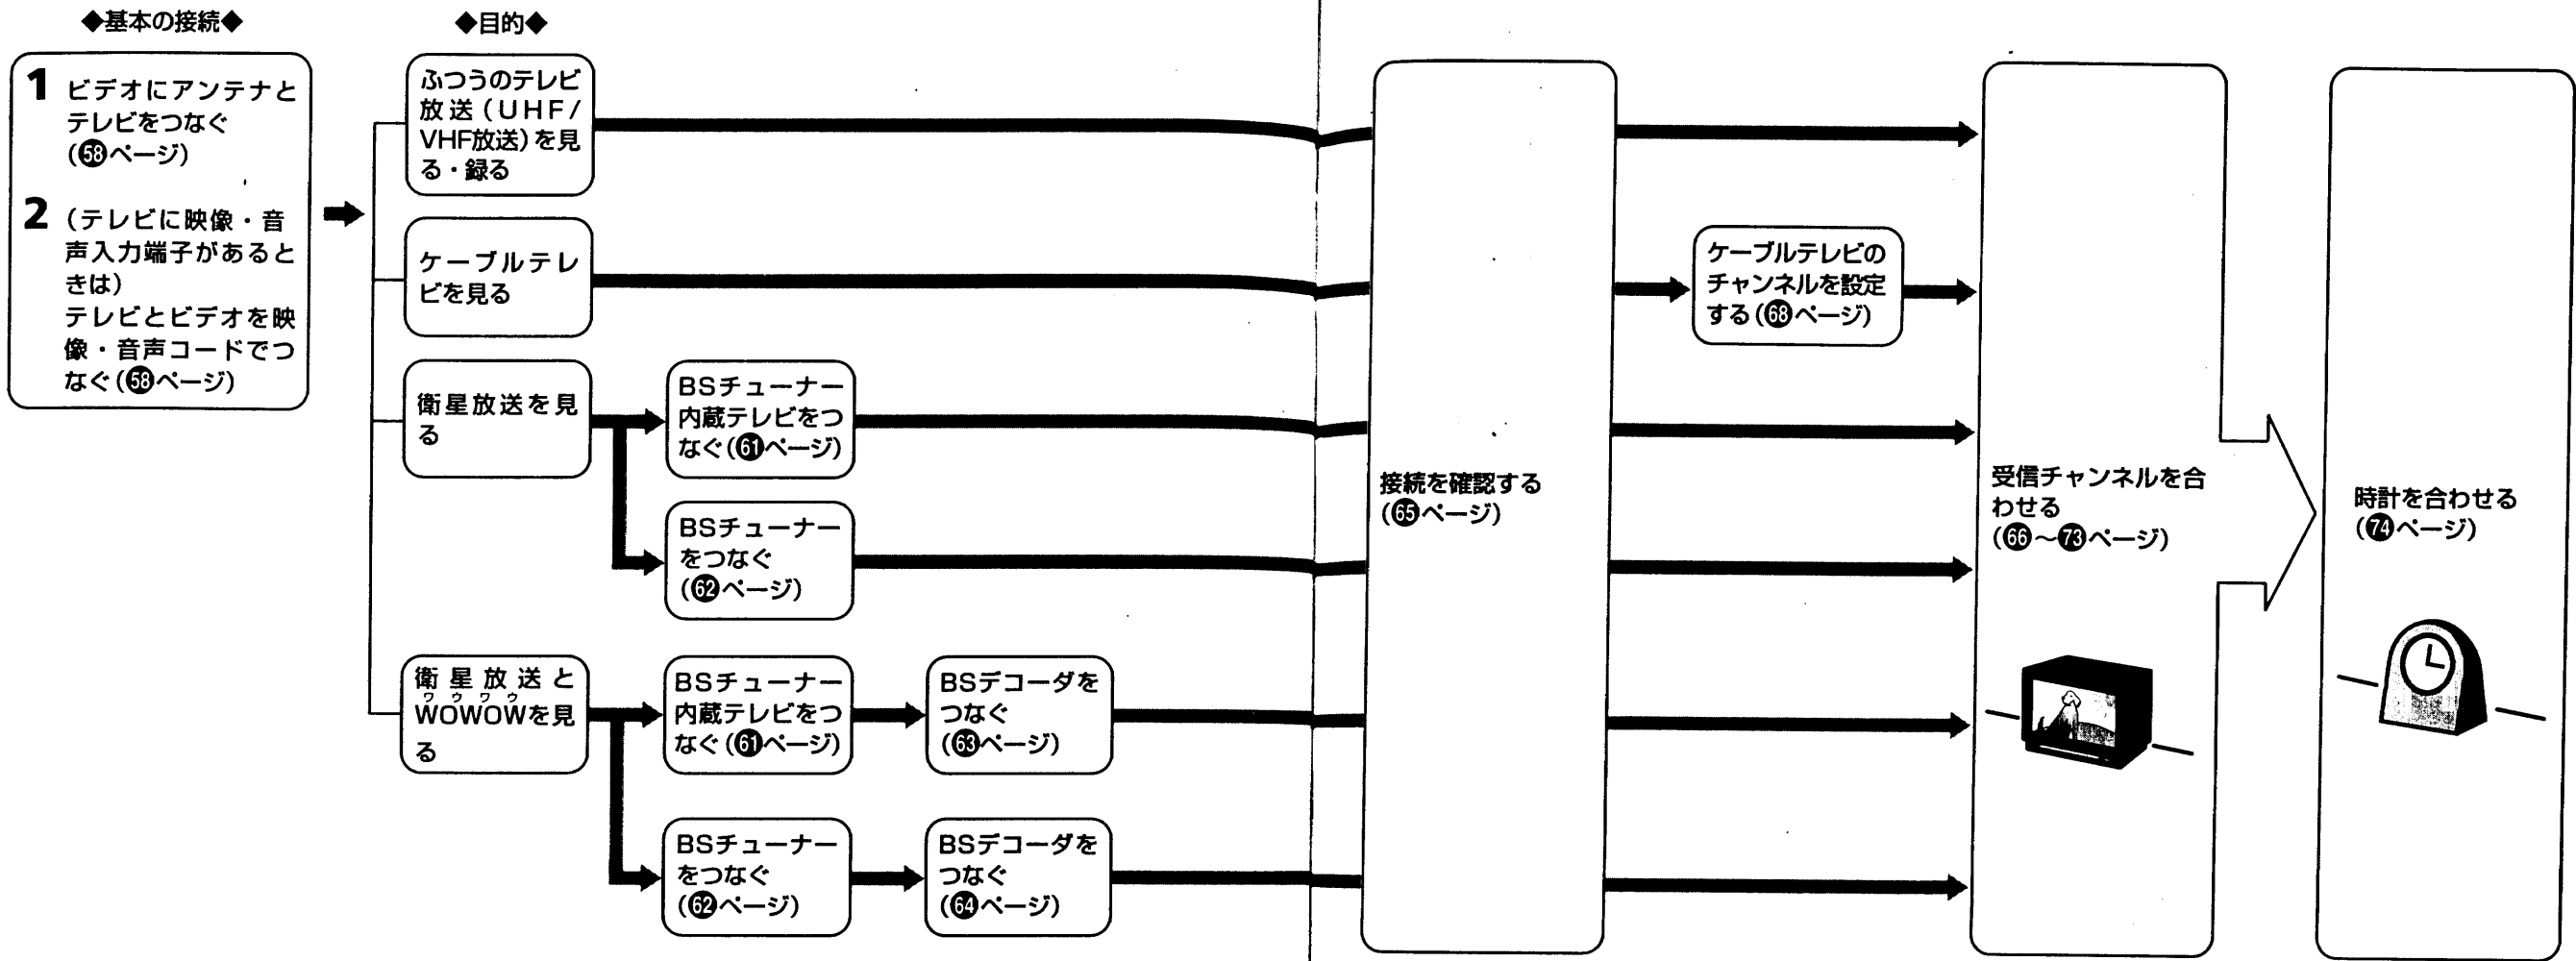 ◆基本の接続◆
1 ビデオにアンテナと
テレビをつなぐ
(58ページ)
2 (テレビに映像・音
声入力端子があると
きは)
テレビとビデオを映
像・音声コードでつ
なぐ(58ページ)
◆目的◆
ふつうのテレビ
放送(UHF/
VHF放送)を見
る・録る
ケーブルテレ
ビを見る
衛星放送を見
る
BSチューナー
内蔵テレビをつ
なぐ(61ページ)
BSチューナー
をつなぐ
(62ページ)
衛星放送と
ワウワウ
WOWOWを見
る
BSチューナー
内蔵テレビをつ
なぐ(61ページ)
BSデコーダを
つなぐ
(63ページ)
BSチューナー
をつなぐ
(62ページ)
BSデコーダを
つなぐ
(64ページ)
接続を確認する
(65ページ)
ケーブルテレビの
チャンネルを設定
する(68ページ)
受信チャンネルを合
わせる
(66～73ページ)
時計を合わせる
(74ページ)